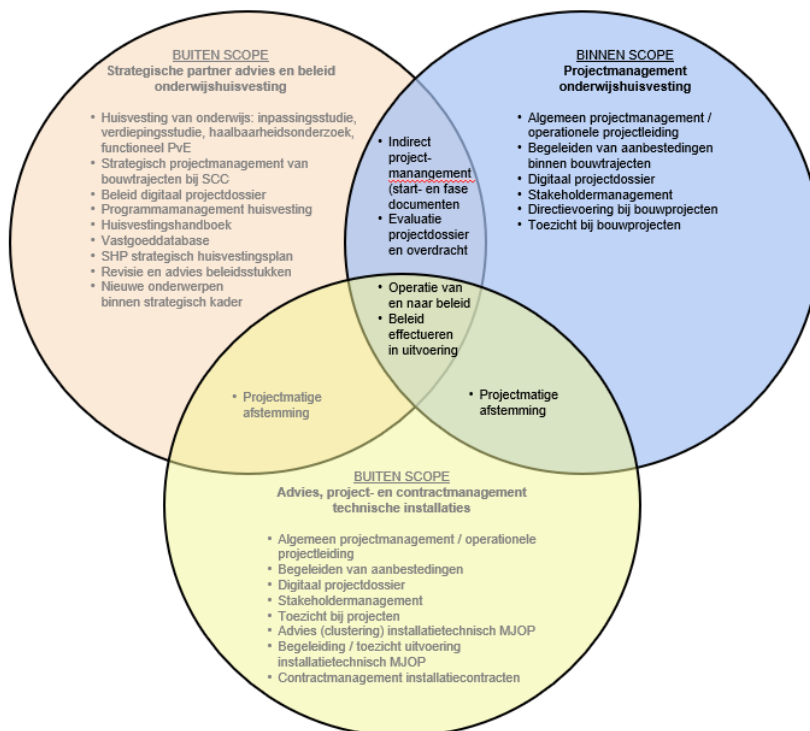 BUITEN SCOPE
Strategische partner advies en beleid
onderwijshuisvesting
• Huisvesting van onderwijs: inpassingsstudie,
verdiepingsstudie, haalbaarheidsonderzoek,
functioneel PvE
• Strategisch projectmanagement van
bouwtrajecten bij SCC
• Beleid digitaal projectdossier
• Programmamanagement huisvesting
• Huisvestingshandboek
• Vastgoeddatabase
• SHP strategisch huisvestingsplan
• Revisie en advies beleidsstukken
• Nieuwe onderwerpen
binnen strategisch kader
• Indirect
project-
manangement
(start- en fase
documenten
• Evaluatie
projectdossier
en overdracht
BINNEN SCOPE
Projectmanagement
onderwijshuisvesting
• Algemeen projectmanagement /
operationele projectleiding
• Begeleiden van aanbestedingen
binnen bouwtrajecten
• Digitaal projectdossier
• Stakeholdermanagement
• Directievoering bij bouwprojecten
• Toezicht bij bouwprojecten
• Operatie van
en naar beleid
• Beleid
effectueren
in uitvoering
• Projectmatige
afstemming
• Projectmatige
afstemming
BUITEN SCOPE
Advies, project- en contractmanagement
technische installaties
• Algemeen projectmanagement / operationele
projectleiding
• Begeleiden van aanbestedingen
• Digitaal projectdossier
• Stakeholdermanagement
• Toezicht bij projecten
• Advies (clustering) installatietechnisch MJOP
• Begeleiding / toezicht uitvoering
installatietechnisch MJOP
• Contractmanagement installatiecontracten